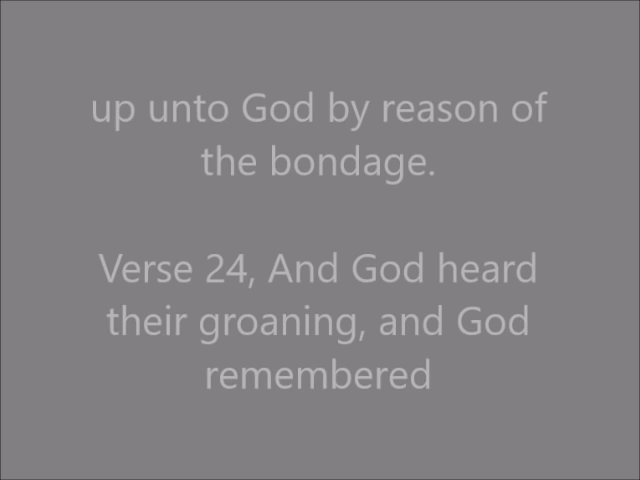 up unto God by reason of
the bondage.
Verse 24, And God heard
their groaning, and God
remembered